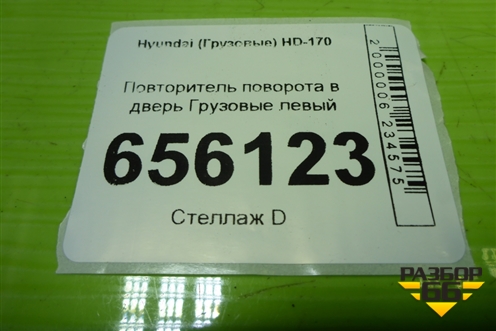 Hyundai (Грузовые) HD-170
Повторитель поворота в
дверь Грузовые левый
656123
Стеллаж D
2000006234575
РАЗБОР
66